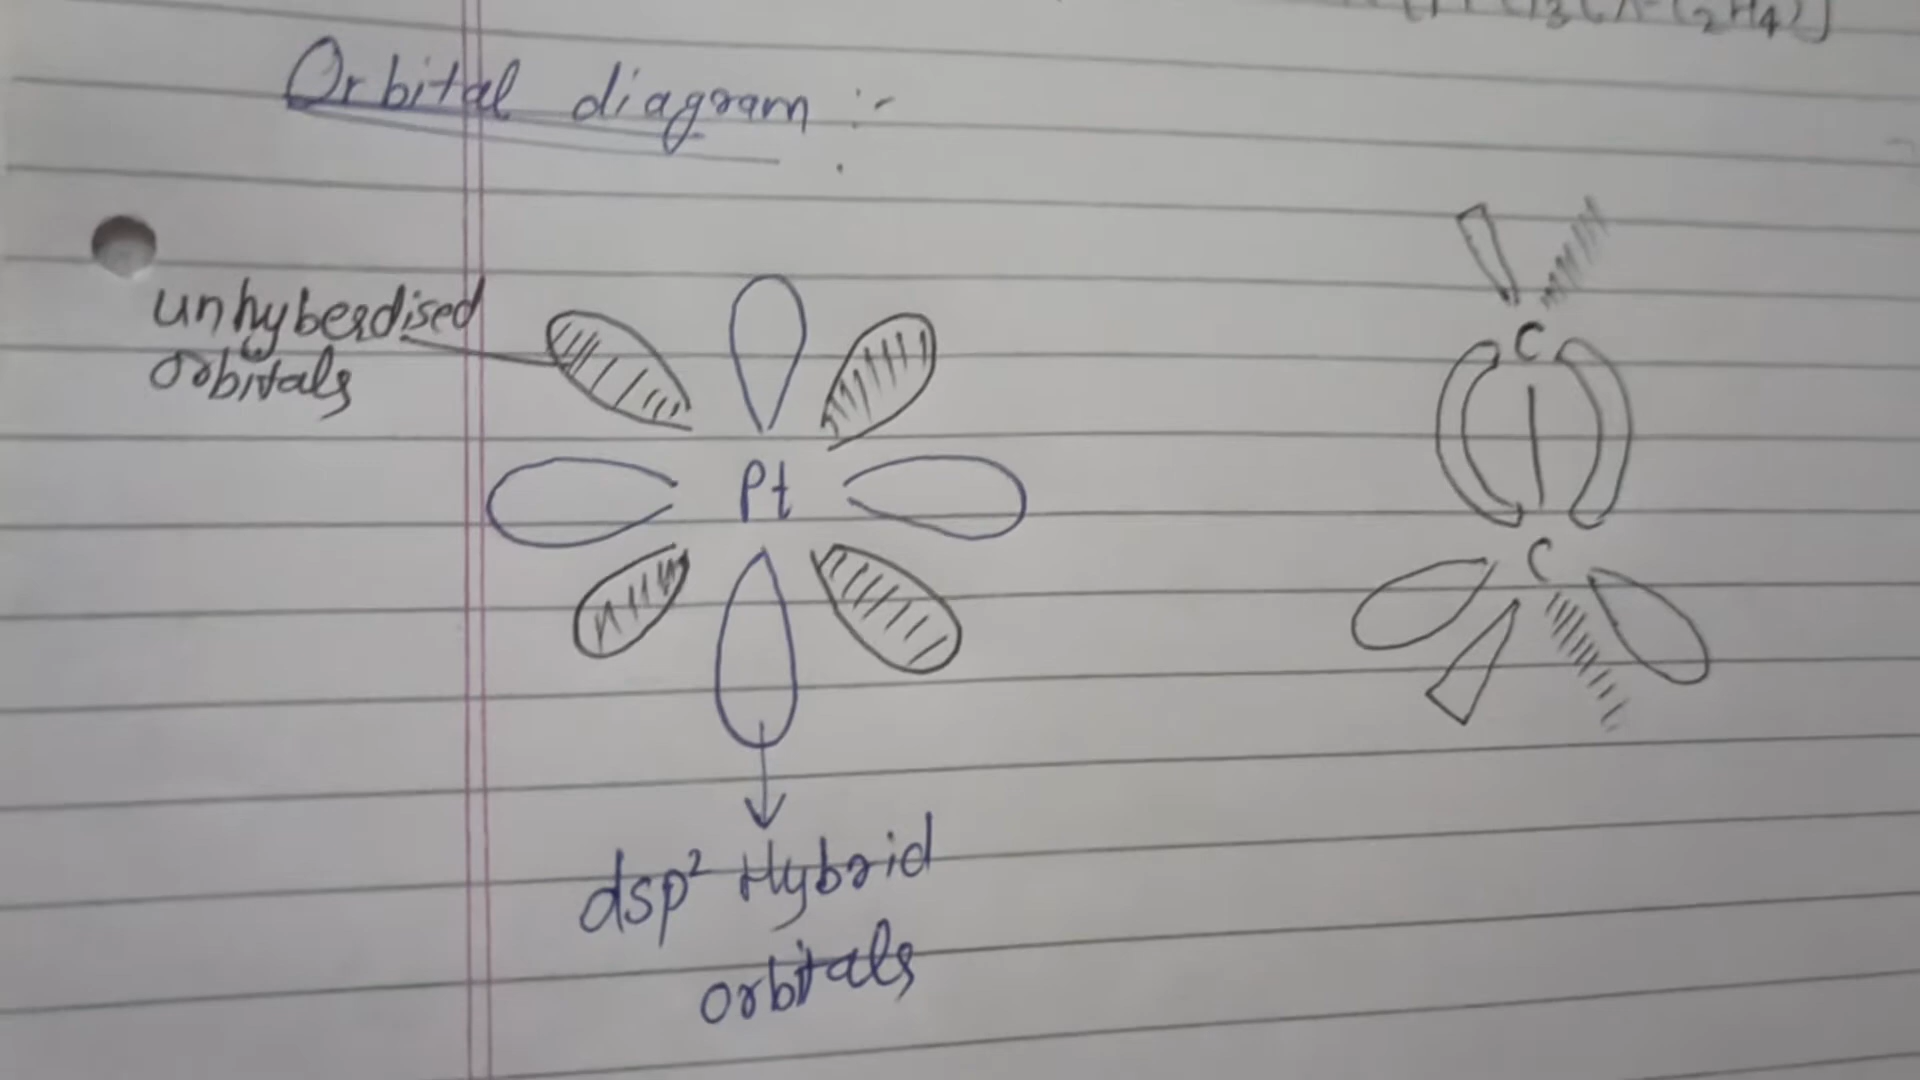 Orbital diagram :-
unhyberdised
orbitals
Pt
C
C
dsp² Hybrid
orbitals